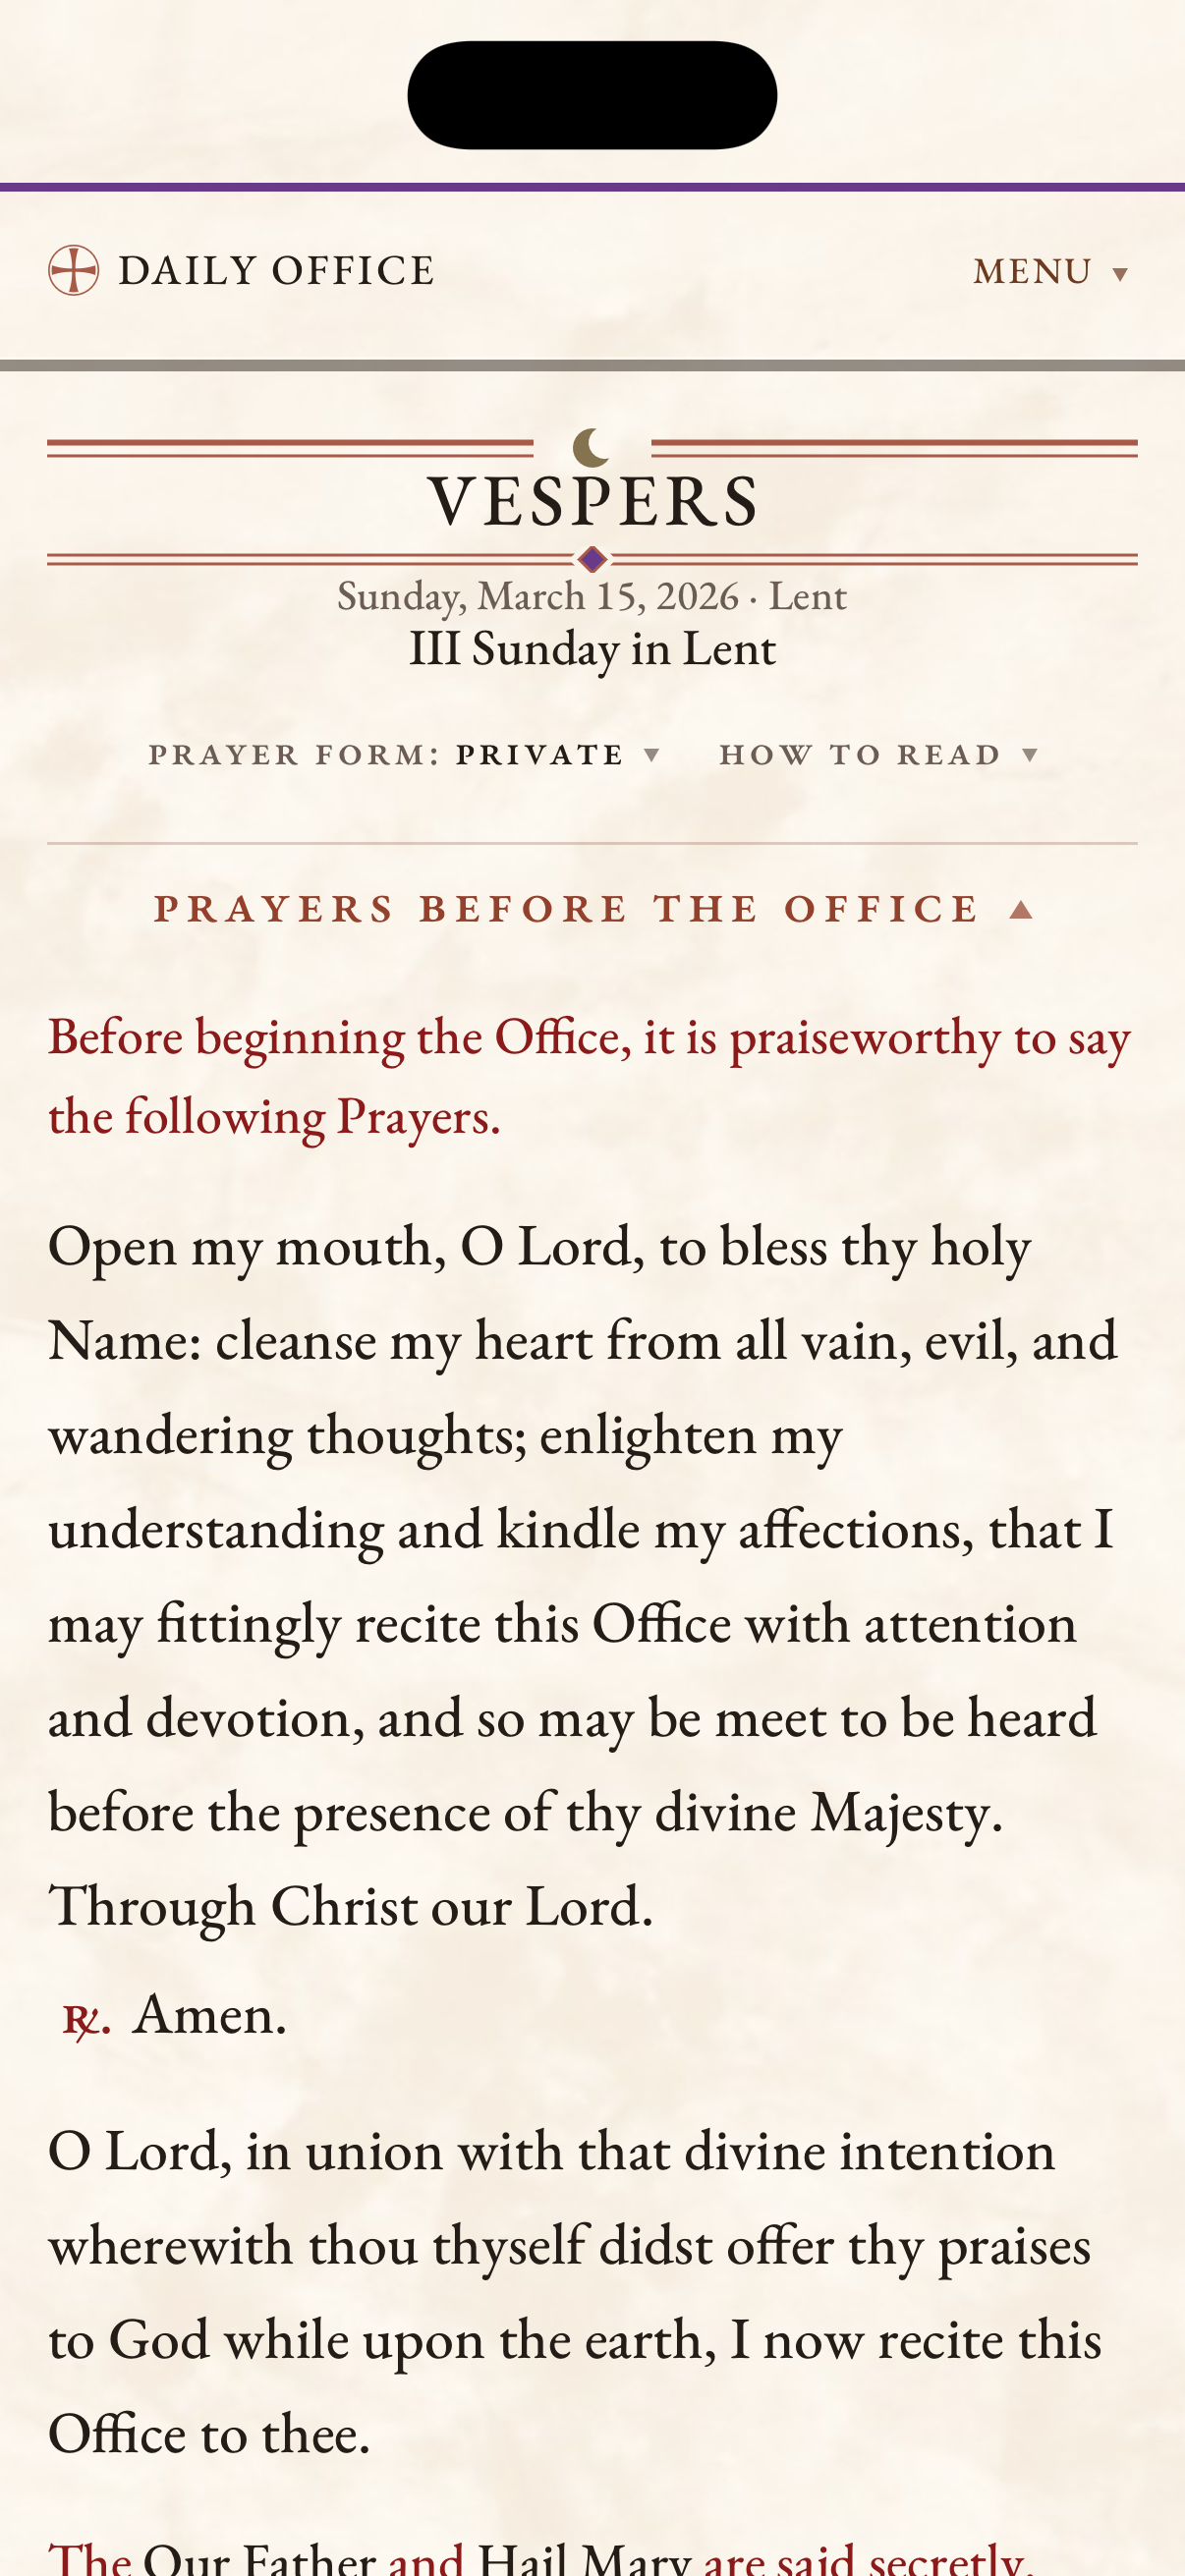 DAILY OFFICE
MENU ▼
VESPERS
Sunday, March 15, 2026 · Lent
III Sunday in Lent
PRAYER FORM: PRIVATE ▼
HOW TO READ ▼
PRAYERS BEFORE THE OFFICE ▲
Before beginning the Office, it is praiseworthy to say
the following Prayers.
Open my mouth, O Lord, to bless thy holy
Name: cleanse my heart from all vain, evil, and
wandering thoughts; enlighten my
understanding and kindle my affections, that I
may fittingly recite this Office with attention
and devotion, and so may be meet to be heard
before the presence of thy divine Majesty.
Through Christ our Lord.
℟. Amen.
O Lord, in union with that divine intention
wherewith thou thyself didst offer thy praises
to God while upon the earth, I now recite this
Office to thee.
The Our Father and Hail Mary are said secretly.